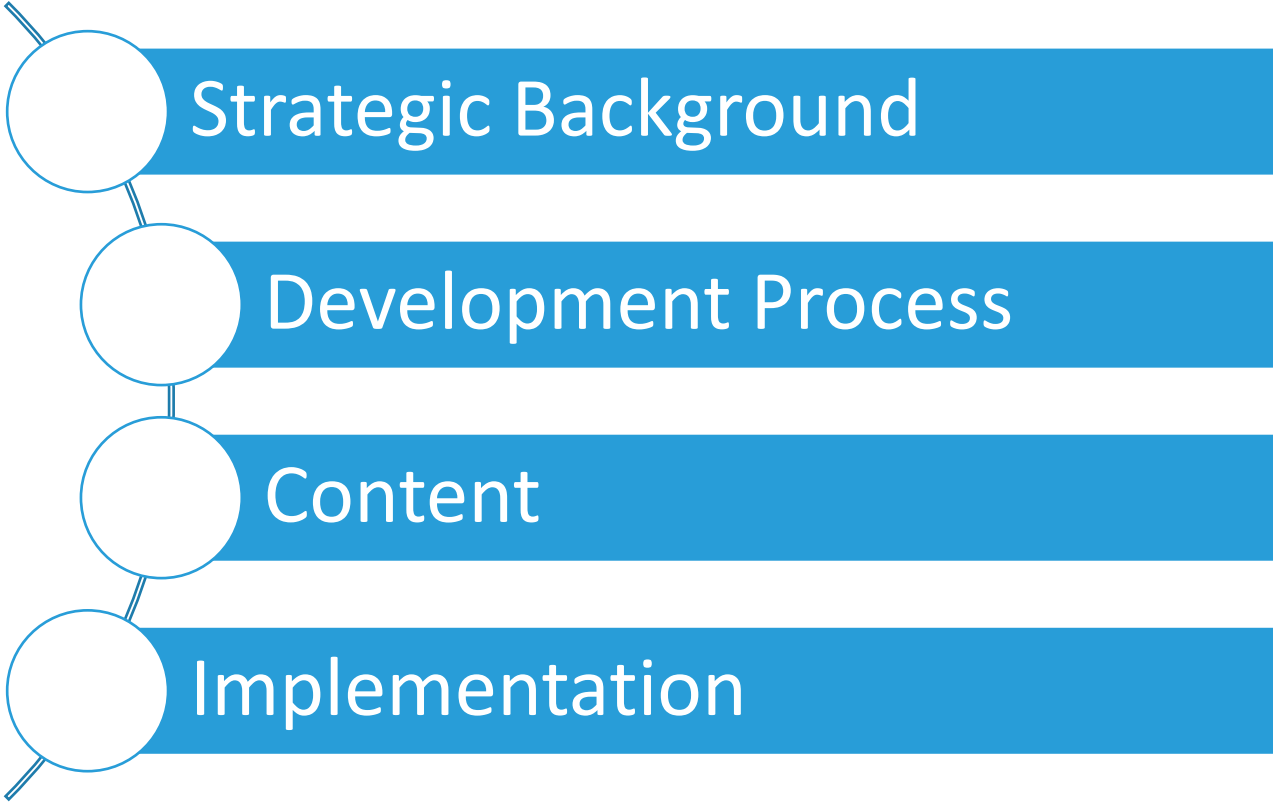 Strategic Background
Development Process
Content
Implementation